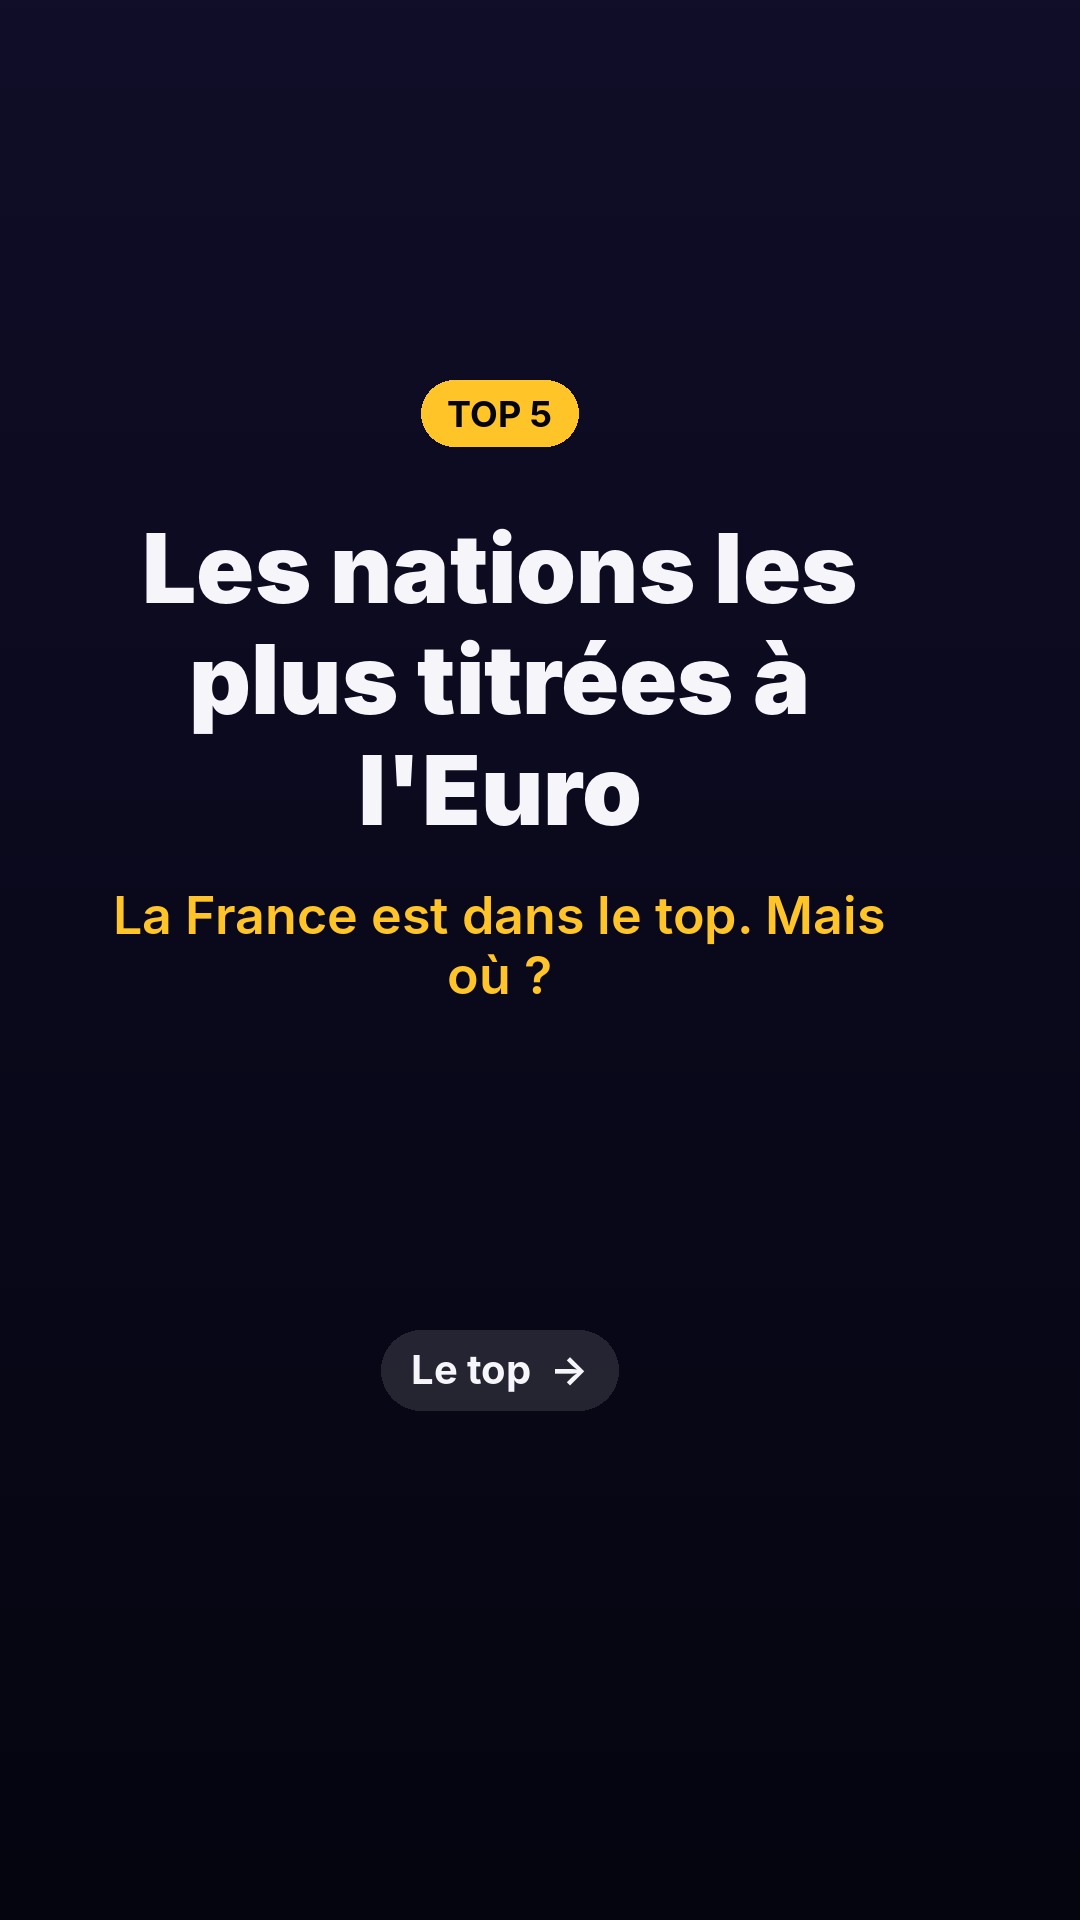 TOP 5
Les nations les
plus titrées à
l'Euro
La France est dans le top. Mais
où ?
Le top →